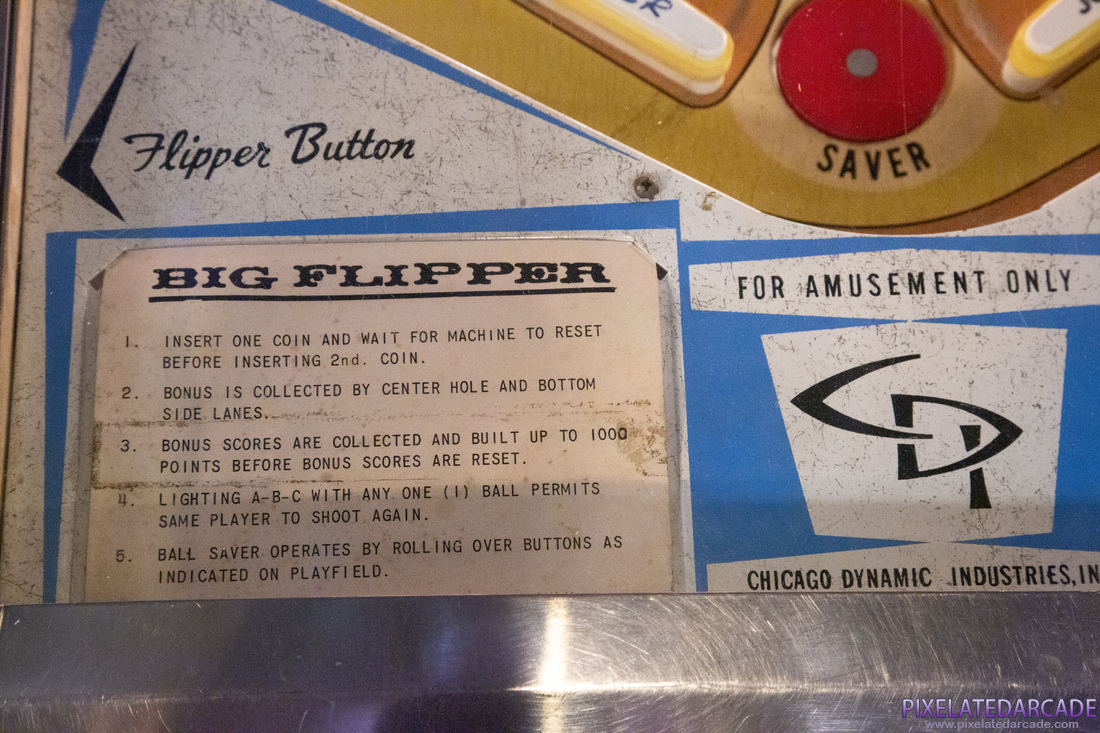 SAVER
Flipper Button
BIG FLIPPER
1. INSERT ONE COIN AND WAIT FOR MACHINE TO RESET
BEFORE INSERTING 2nd. COIN.
2. BONUS IS COLLECTED BY CENTER HOLE AND BOTTOM
SIDE LANES.
3. BONUS SCORES ARE COLLECTED AND BUILT UP TO 1000
POINTS BEFORE BONUS SCORES ARE RESET.
4. LIGHTING A-B-C WITH ANY ONE (1) BALL PERMITS
SAME PLAYER TO SHOOT AGAIN.
5. BALL SAVER OPERATES BY ROLLING OVER BUTTONS AS
INDICATED ON PLAYFIELD.
FOR AMUSEMENT ONLY
CDI
CHICAGO DYNAMIC INDUSTRIES, IN
PIXELATEDARCADE
www.pixelatedarcade.com